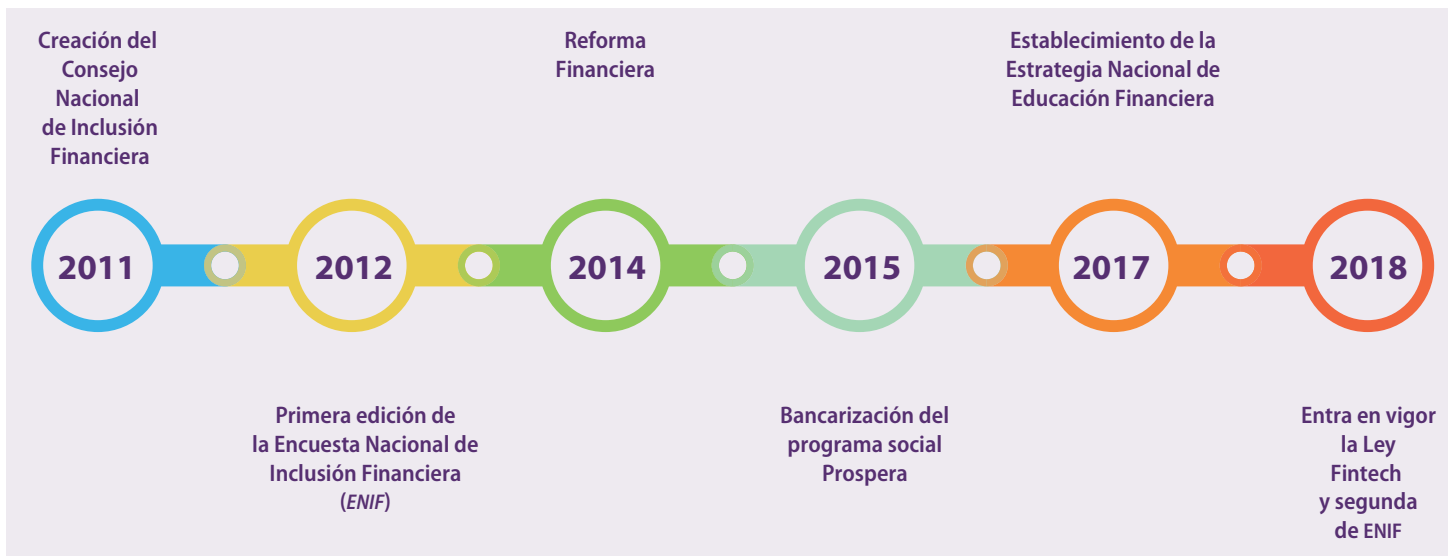 Creación del
Consejo
Nacional
de Inclusión
Financiera
Reforma
Financiera
Establecimiento de la
Estrategia Nacional de
Educación Financiera
2011
2012
2014
2015
2017
2018
Primera edición de
la Encuesta Nacional de
Inclusión Financiera
(ENIF)
Bancarización del
programa social
Prospera
Entra en vigor
la Ley
Fintech
y segunda
de ENIF